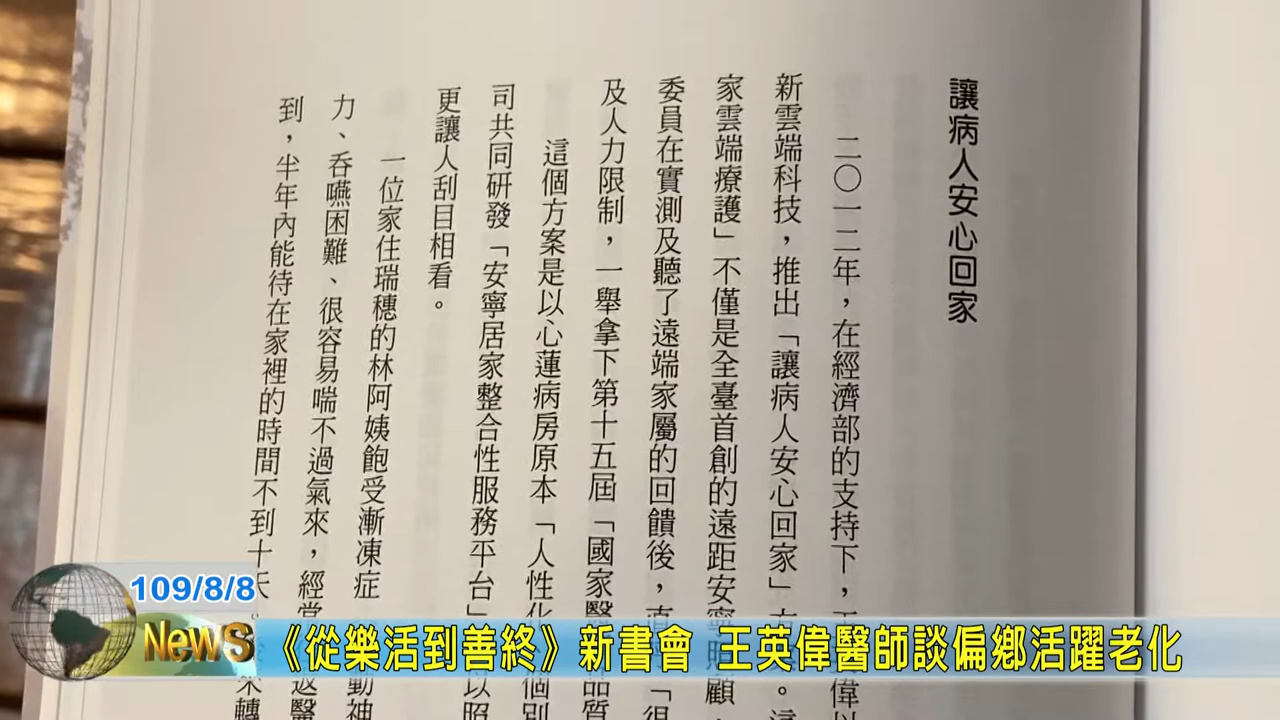 讓病人安心回家
二〇一二年，在經濟部的支持下，
新雲端科技，推出「讓病人安心回家」
家雲端療護」不僅是全臺首創的遠距安寧照顧，
委員在實測及聽了遠端家屬的回饋後，
及人力限制，一舉拿下第十五屆「國家醫
這個方案是以心蓮病房原本「人性化
司共同研發「安寧居家整合性服務平台」
更讓人刮目相看。
一位家住瑞穗的林阿姨飽受漸凍症
力、吞嚥困難、很容易喘不過氣來，經常
到，半年內能待在家裡的時間不到十天
109/8/8
NewS
《從樂活到善終》新書會 王英偉醫師談偏鄉活躍老化